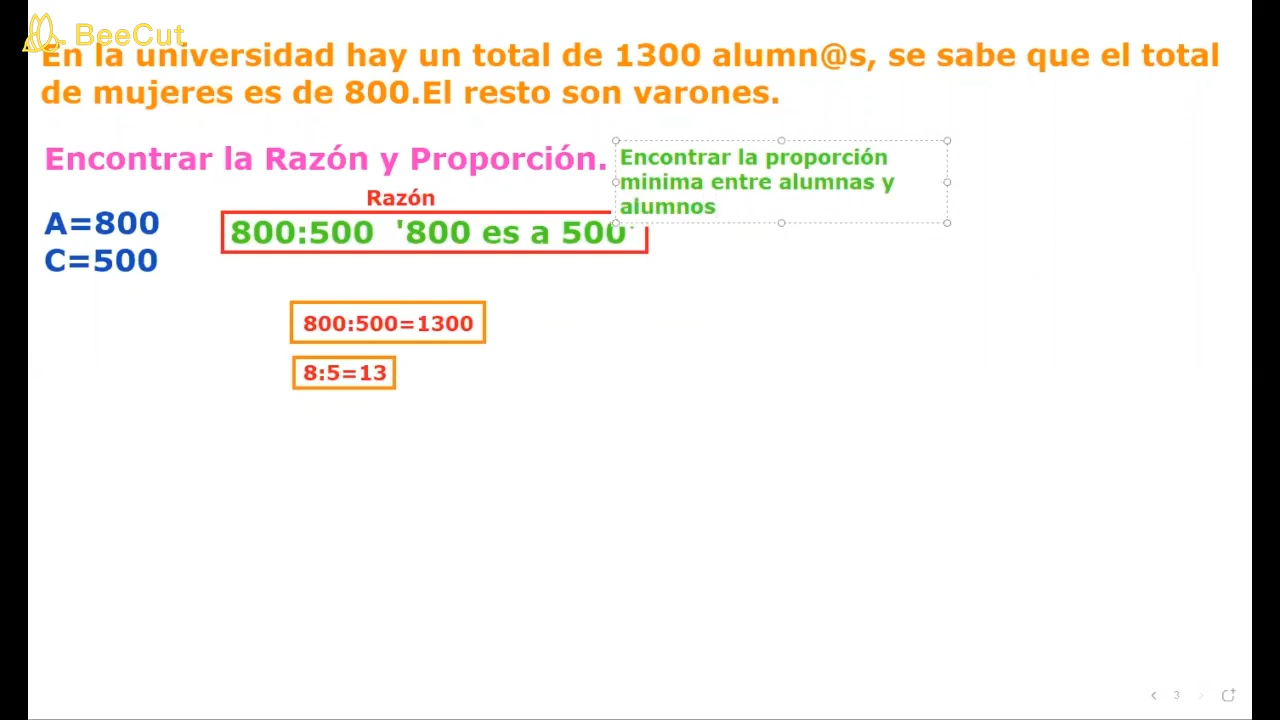 BeeCut
En la universidad hay un total de 1300 alumn@s, se sabe que el total
de mujeres es de 800.El resto son varones.
Encontrar la Razón y Proporción.
Encontrar la proporción
minima entre alumnas y
alumnos
Razón
A=800
C=500
800:500 '800 es a 500'
800:500=1300
8:5=13
3